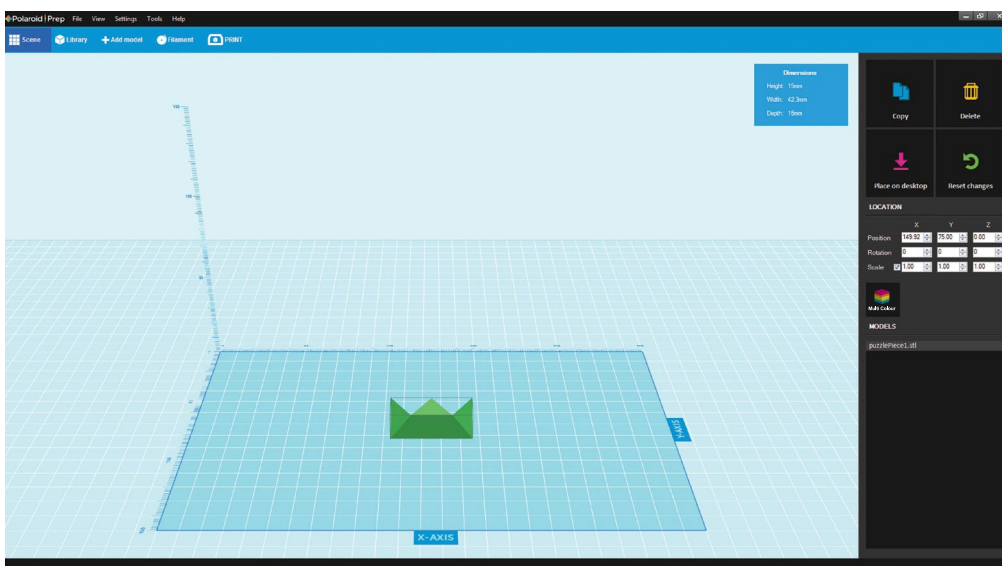 Polaroid Prep File View Settings Tools Help
Scene Library Add model Filament PRINT
Dimensions
Height: 15mm
Width: 42.3mm
Depth: 15mm
Copy Delete
Place on desktop Reset changes
LOCATION
X Y Z
Position 149.92 75.00 0.00
Rotation 0 0 0
Scale 1.00 1.00 1.00
Multi Colour
MODELS
puzzlePiece1.stl
Y-AXIS
X-AXIS